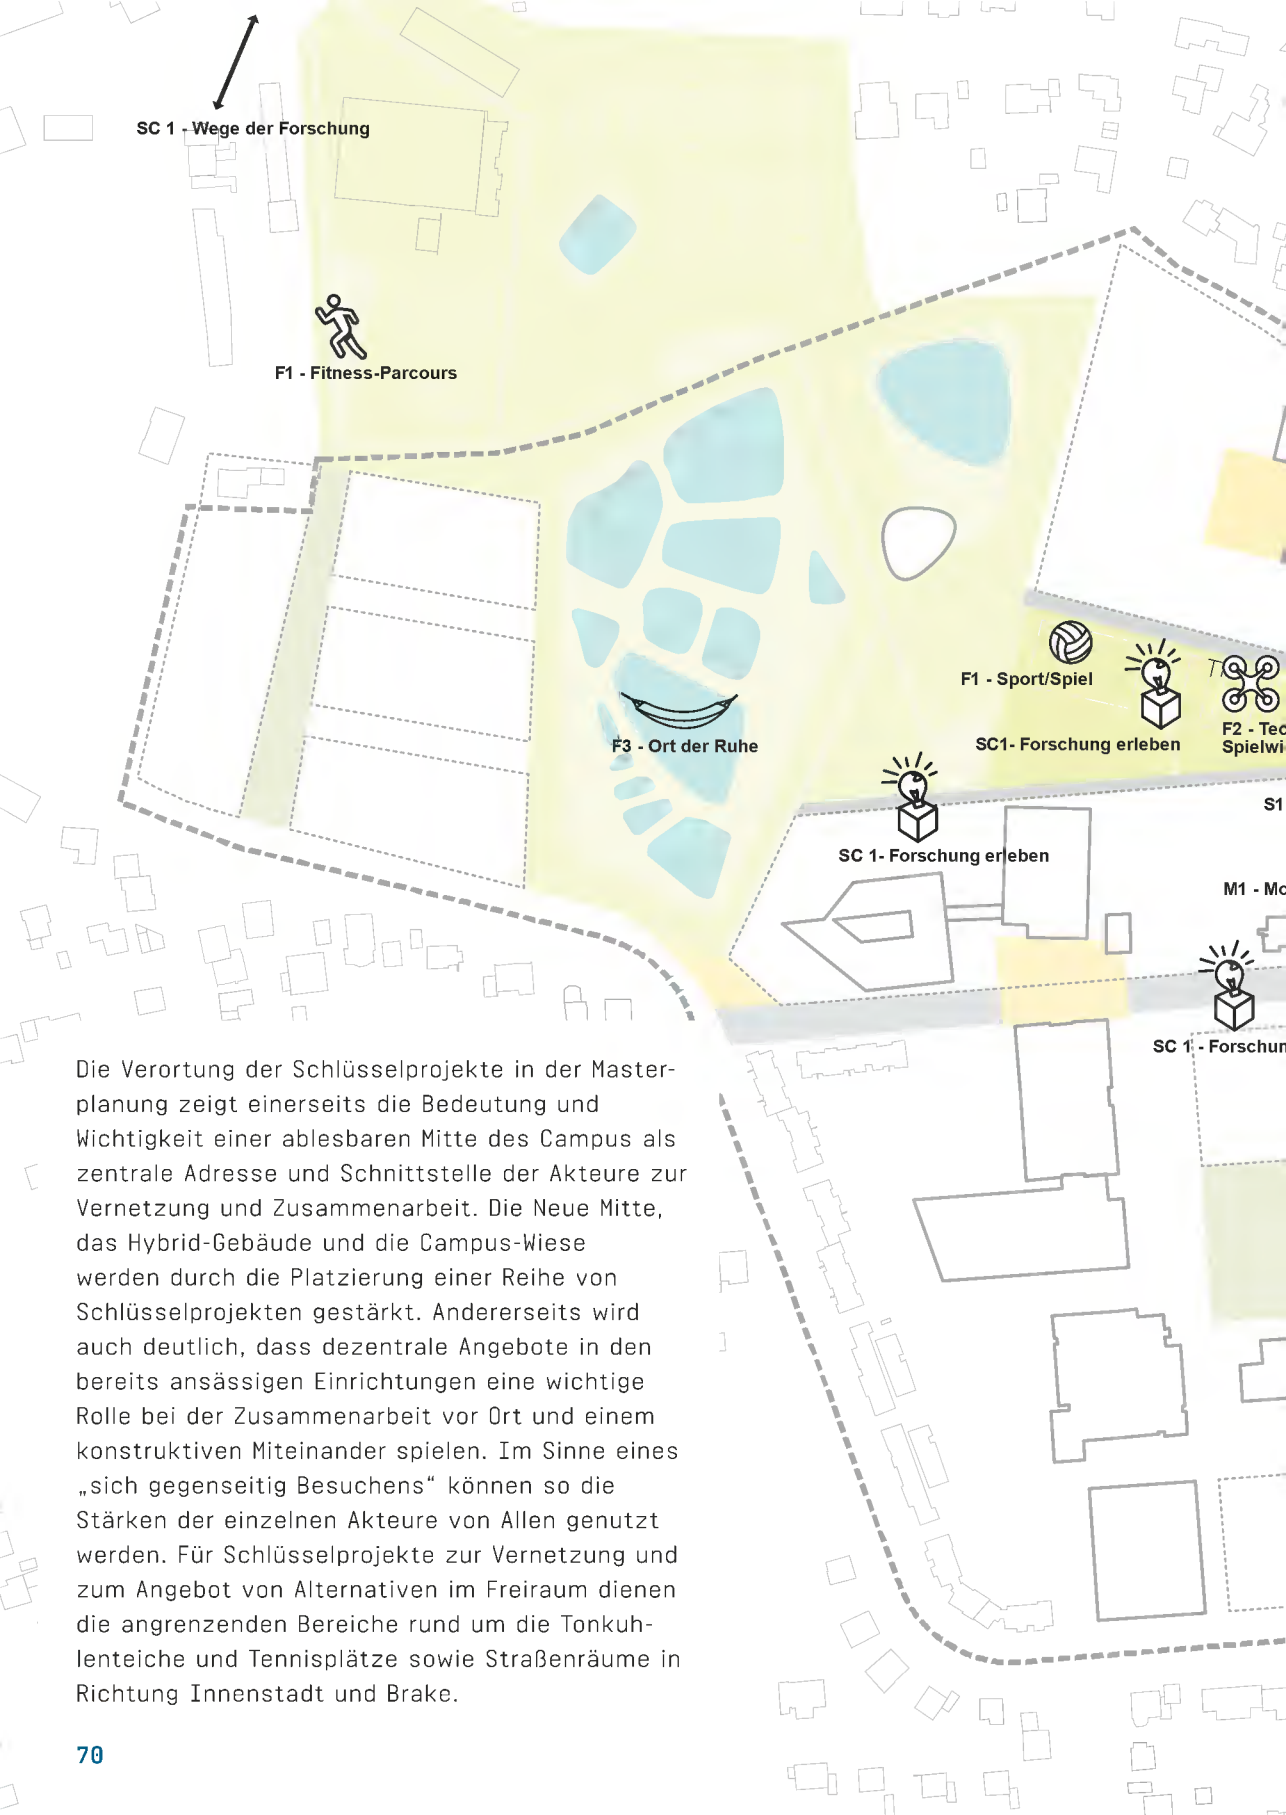 SC 1 - Wege der Forschung
F1 - Fitness-Parcours
F1 - Sport/Spiel
SC1- Forschung erleben
F2 - Tec
Spielwi
F3 - Ort der Ruhe
S1
SC 1- Forschung erleben
M1 - Mo
SC 1 - Forschun
Die Verortung der Schlüsselprojekte in der Master-
planung zeigt einerseits die Bedeutung und
Wichtigkeit einer ablesbaren Mitte des Campus als
zentrale Adresse und Schnittstelle der Akteure zur
Vernetzung und Zusammenarbeit. Die Neue Mitte,
das Hybrid-Gebäude und die Campus-Wiese
werden durch die Platzierung einer Reihe von
Schlüsselprojekten gestärkt. Andererseits wird
auch deutlich, dass dezentrale Angebote in den
bereits ansässigen Einrichtungen eine wichtige
Rolle bei der Zusammenarbeit vor Ort und einem
konstruktiven Miteinander spielen. Im Sinne eines
„sich gegenseitig Besuchens“ können so die
Stärken der einzelnen Akteure von Allen genutzt
werden. Für Schlüsselprojekte zur Vernetzung und
zum Angebot von Alternativen im Freiraum dienen
die angrenzenden Bereiche rund um die Tonkuh-
lenteiche und Tennisplätze sowie Straßenräume in
Richtung Innenstadt und Brake.
70